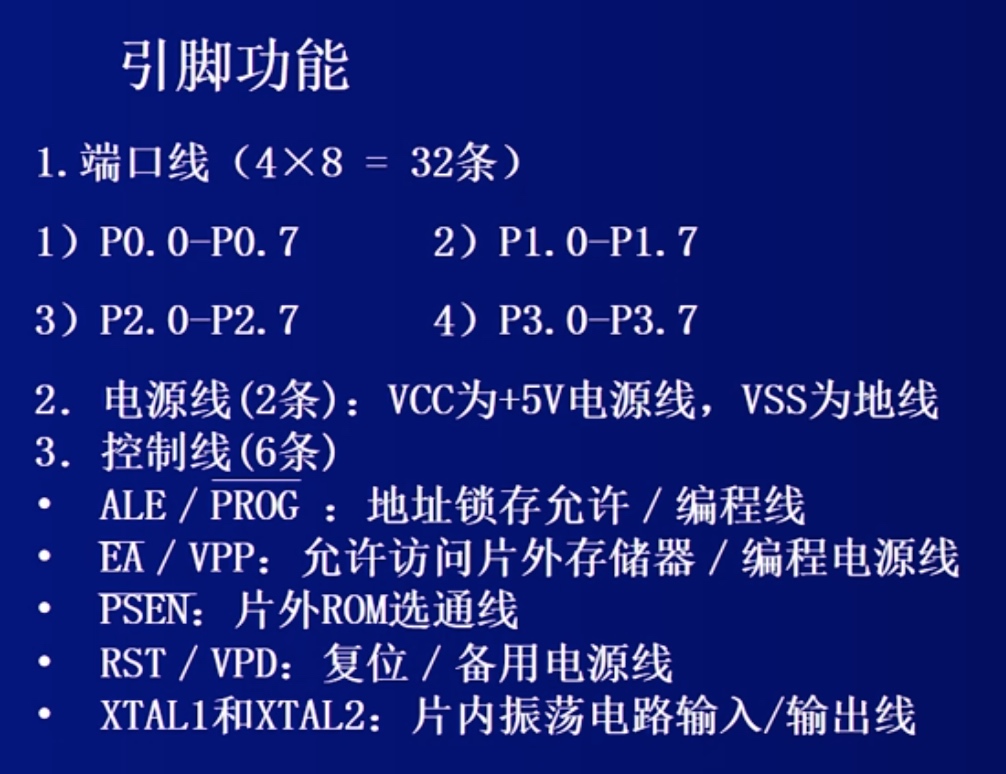 引脚功能
1.端口线（4×8 = 32条）
1）P0.0-P0.7 2）P1.0-P1.7
3）P2.0-P2.7 4）P3.0-P3.7
2. 电源线(2条)：VCC为+5V电源线，VSS为地线
3. 控制线(6条)
• ALE / P̅R̅O̅G̅ ：地址锁存允许 / 编程线
• E̅A̅ / VPP：允许访问片外存储器 / 编程电源线
• P̅S̅E̅N̅：片外ROM选通线
• RST / VPD：复位 / 备用电源线
• XTAL1和XTAL2：片内振荡电路输入/输出线